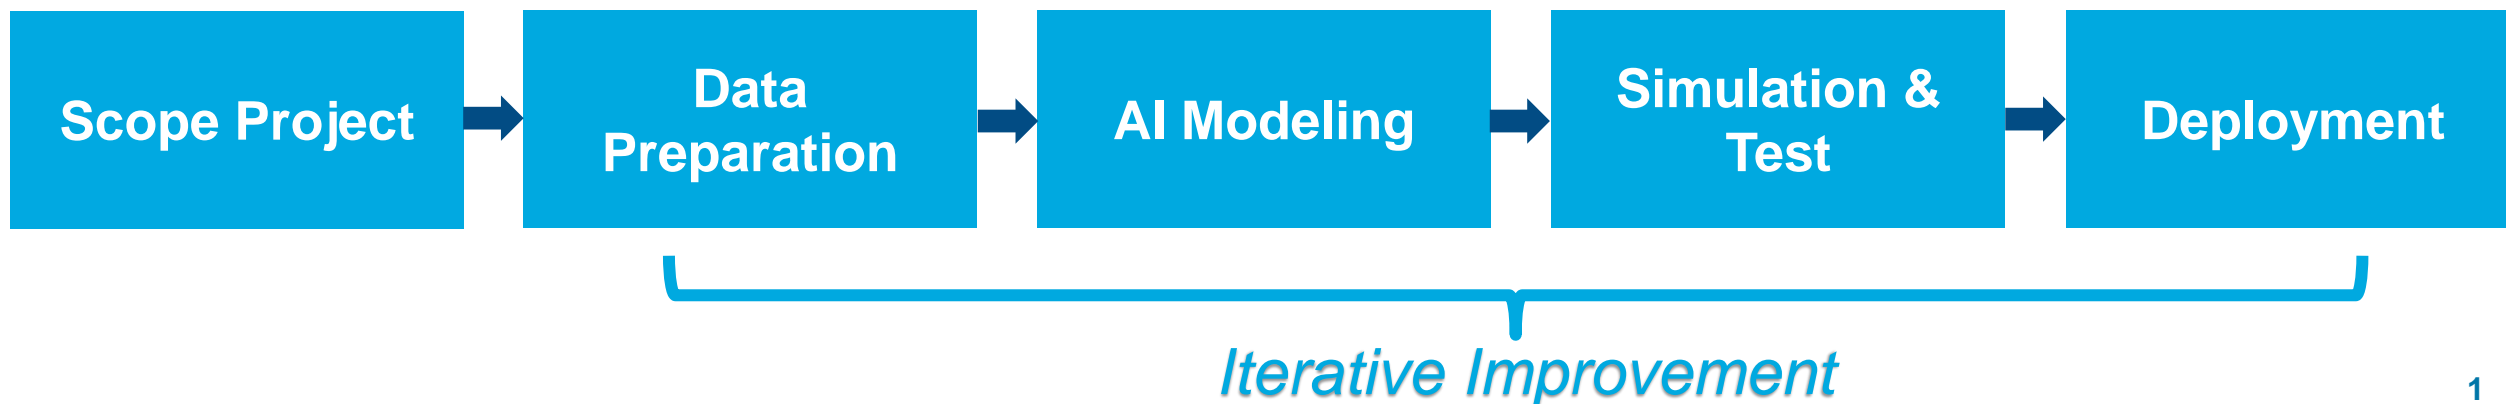 Scope Project
Data
Preparation
AI Modeling
Simulation &
Test
Deployment
Iterative Improvement
1